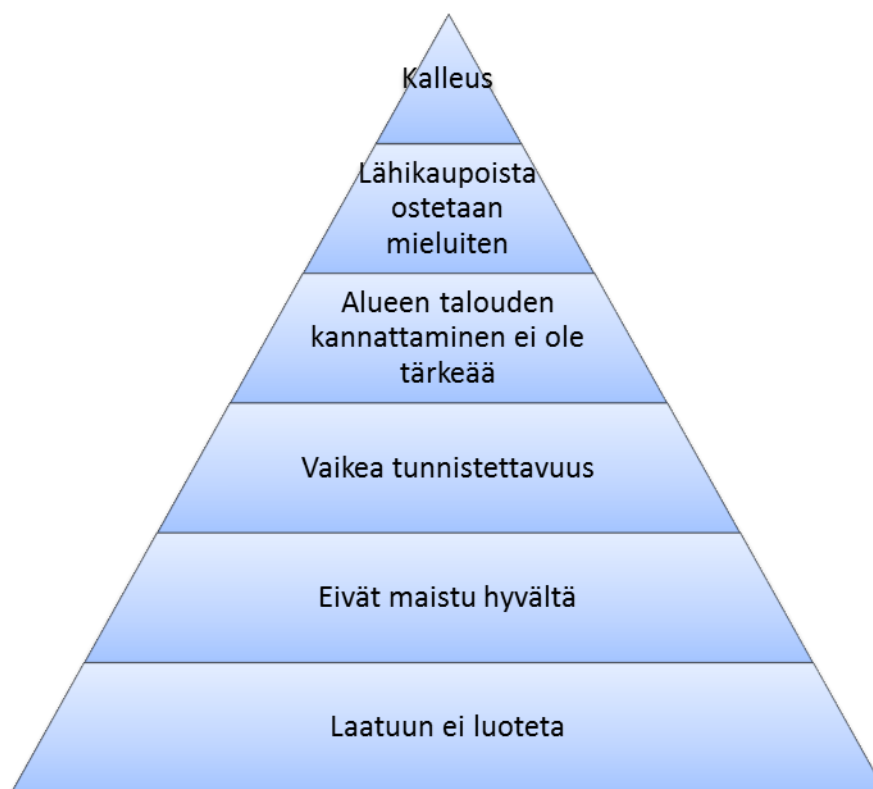 Kalleus
Lähikaupoista
ostetaan
mieluiten
Alueen talouden
kannattaminen ei ole
tärkeää
Vaikea tunnistettavuus
Eivät maistu hyvältä
Laatuun ei luoteta